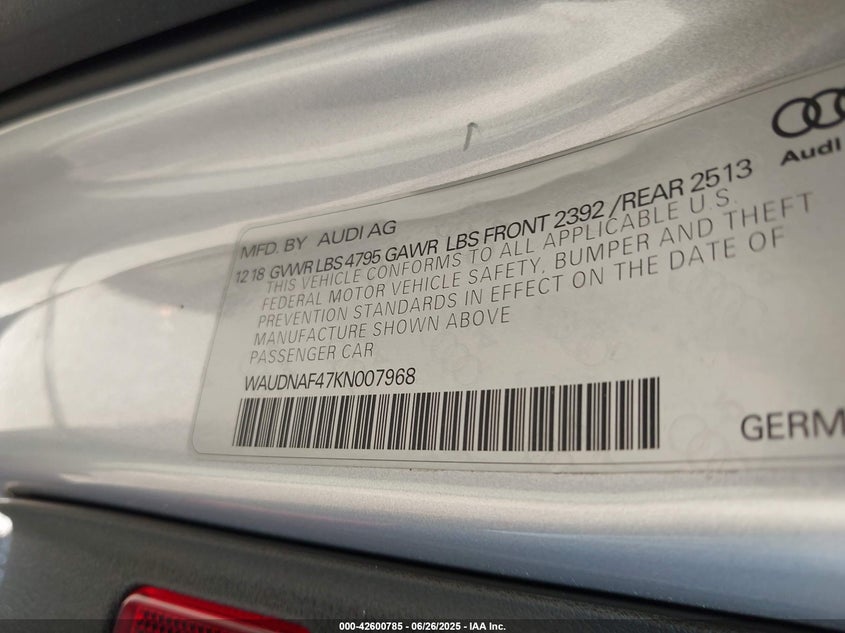 Audi
MFD. BY AUDI AG
12 18 GVWR LBS 4795 GAWR LBS FRONT 2392 /REAR 2513
THIS VEHICLE CONFORMS TO ALL APPLICABLE U.S.
FEDERAL MOTOR VEHICLE SAFETY, BUMPER AND THEFT
PREVENTION STANDARDS IN EFFECT ON THE DATE OF
MANUFACTURE SHOWN ABOVE
PASSENGER CAR
WAUDNAF47KN007968
GERM
000-42600785 - 06/26/2025 - IAA Inc.